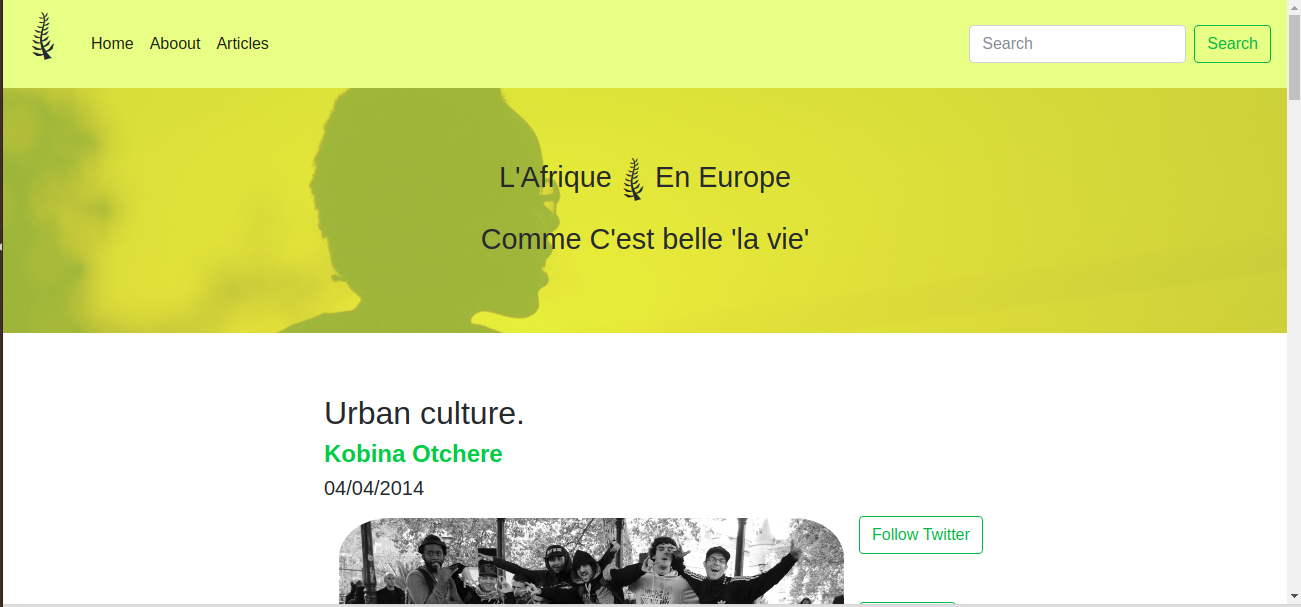 Home Aboout Articles Search Search
L'Afrique En Europe
Comme C'est belle 'la vie'
Urban culture.
Kobina Otchere
04/04/2014
Follow Twitter